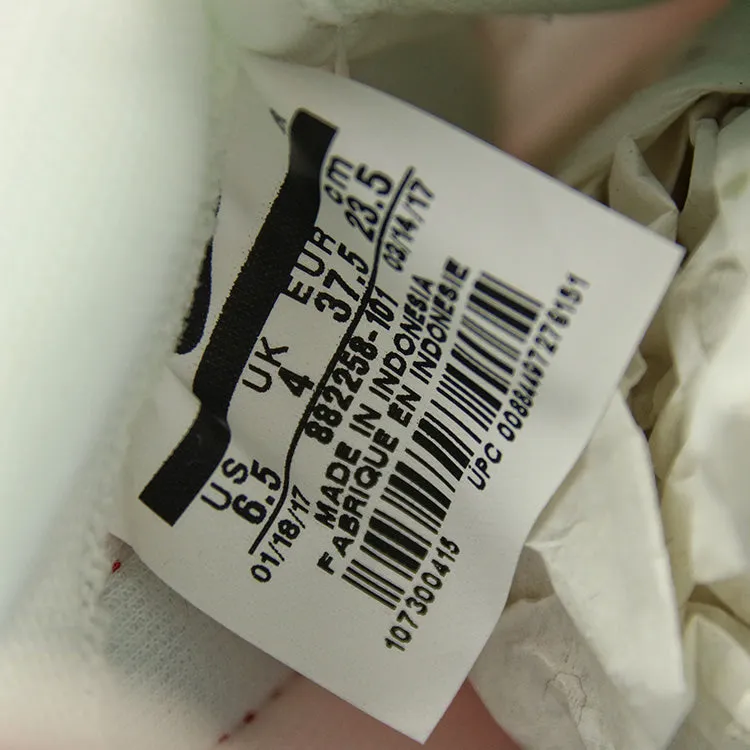 A
US UK EUR cm
6.5 4 37.5 23.5
01/18/17 882258-101 03/14/17
MADE IN INDONESIA
FABRIQUE EN INDONESIE
107300415 UPC 00884497276151